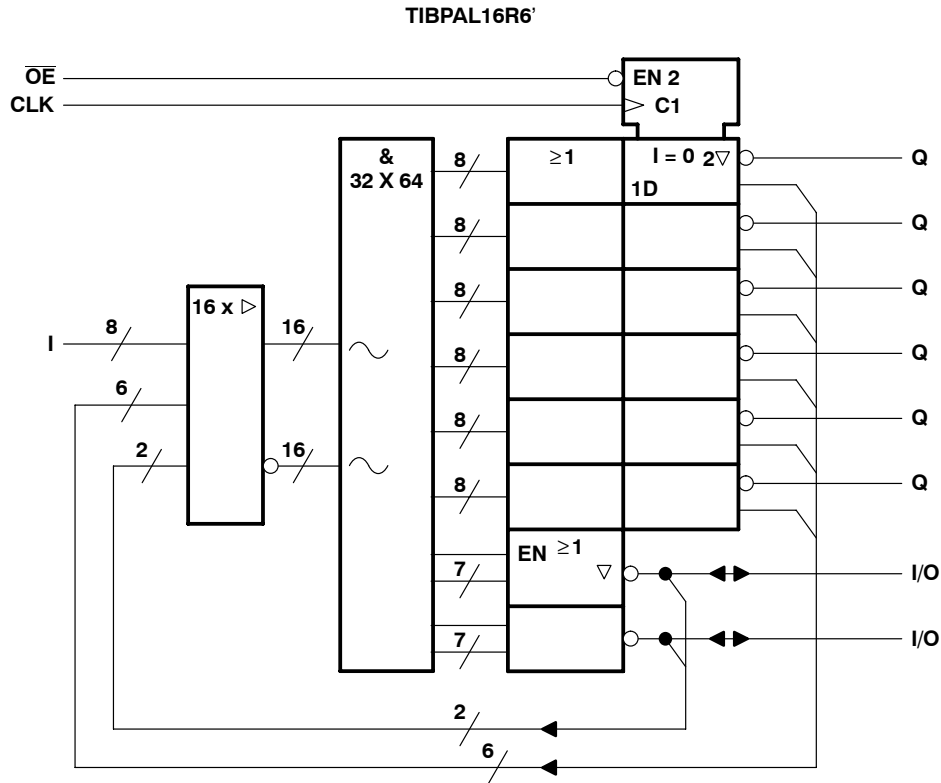 TIBPAL16R6'
OE
EN 2
CLK
C1
&
32 X 64
8
≥1
I = 0 2▽
1D
Q
8
Q
8
Q
8
Q
8
Q
8
Q
16 x ▷
I
8
16
6
2
16
EN ≥1
▽
7
I/O
7
I/O
2
6